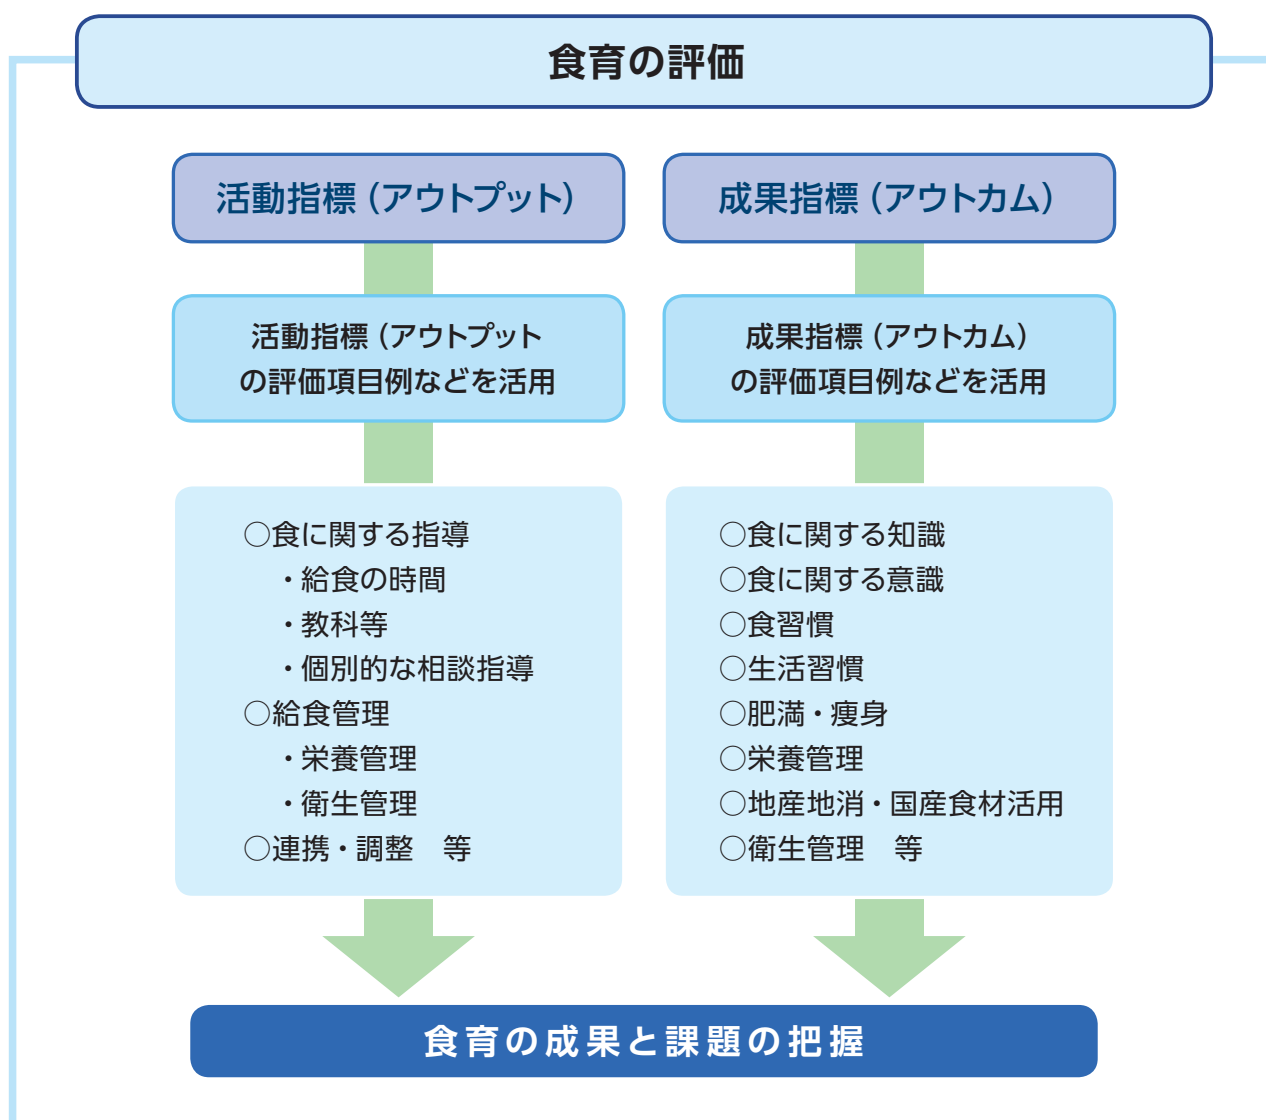 食育の評価
活動指標（アウトプット）
活動指標（アウトプット
の評価項目例などを活用
○食に関する指導
・給食の時間
・教科等
・個別的な相談指導
○給食管理
・栄養管理
・衛生管理
○連携・調整　等
成果指標（アウトカム）
成果指標（アウトカム）
の評価項目例などを活用
○食に関する知識
○食に関する意識
○食習慣
○生活習慣
○肥満・痩身
○栄養管理
○地産地消・国産食材活用
○衛生管理　等
食育の成果と課題の把握